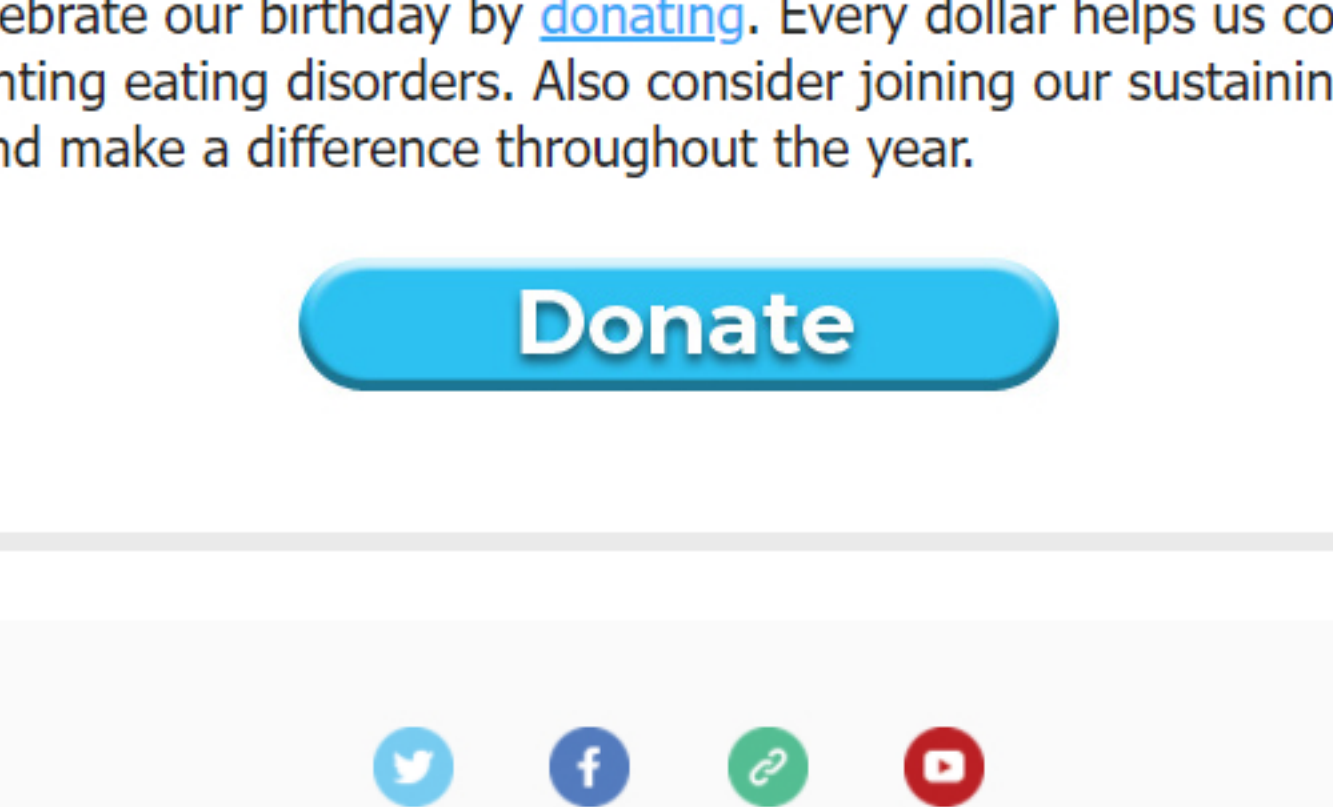 ebrate our birthday by donating. Every dollar helps us co
nting eating disorders. Also consider joining our sustainin
nd make a difference throughout the year.
Donate